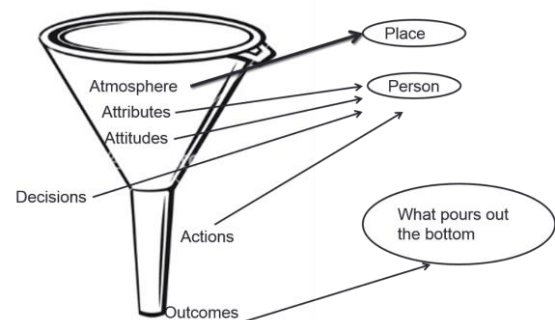 Place
Atmosphere
Person
Attributes
Attitudes
Decisions
What pours out
the bottom
Actions
Outcomes